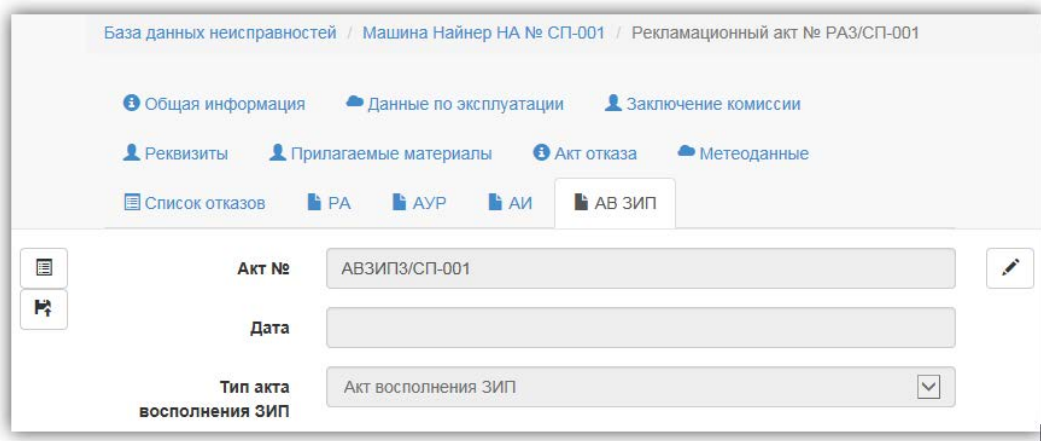 База данных неисправностей / Машина Найнер НА № СП-001 / Рекламационный акт № РА3/СП-001
Общая информация Данные по эксплуатации Заключение комиссии
Реквизиты Прилагаемые материалы Акт отказа Метеоданные
Список отказов РА АУР АИ АВ ЗИП
Акт № АВЗИП3/СП-001
Дата
Тип акта Акт восполнения ЗИП
восполнения ЗИП